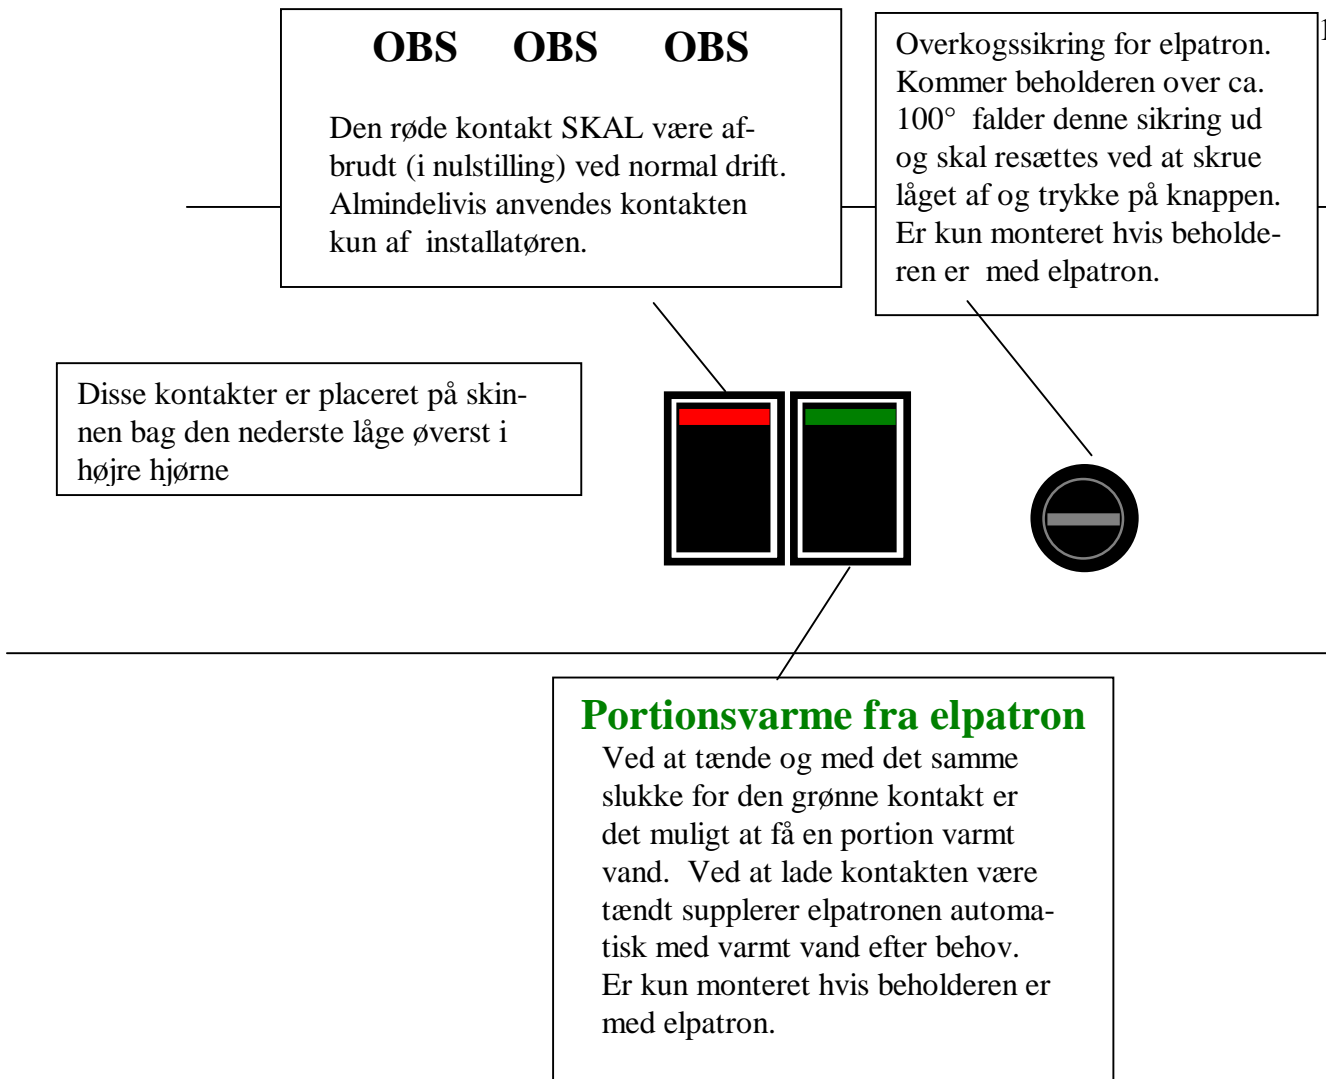 OBS OBS OBS
Den røde kontakt SKAL være af-
brudt (i nulstilling) ved normal drift.
Almindelivis anvendes kontakten
kun af installatøren.
1
Overkogssikring for elpatron.
Kommer beholderen over ca.
100° falder denne sikring ud
og skal resættes ved at skrue
låget af og trykke på knappen.
Er kun monteret hvis beholde-
ren er med elpatron.
Disse kontakter er placeret på skin-
nen bag den nederste låge øverst i
højre hjørne
Portionsvarme fra elpatron
Ved at tænde og med det samme
slukke for den grønne kontakt er
det muligt at få en portion varmt
vand. Ved at lade kontakten være
tændt supplerer elpatronen automa-
tisk med varmt vand efter behov.
Er kun monteret hvis beholderen er
med elpatron.